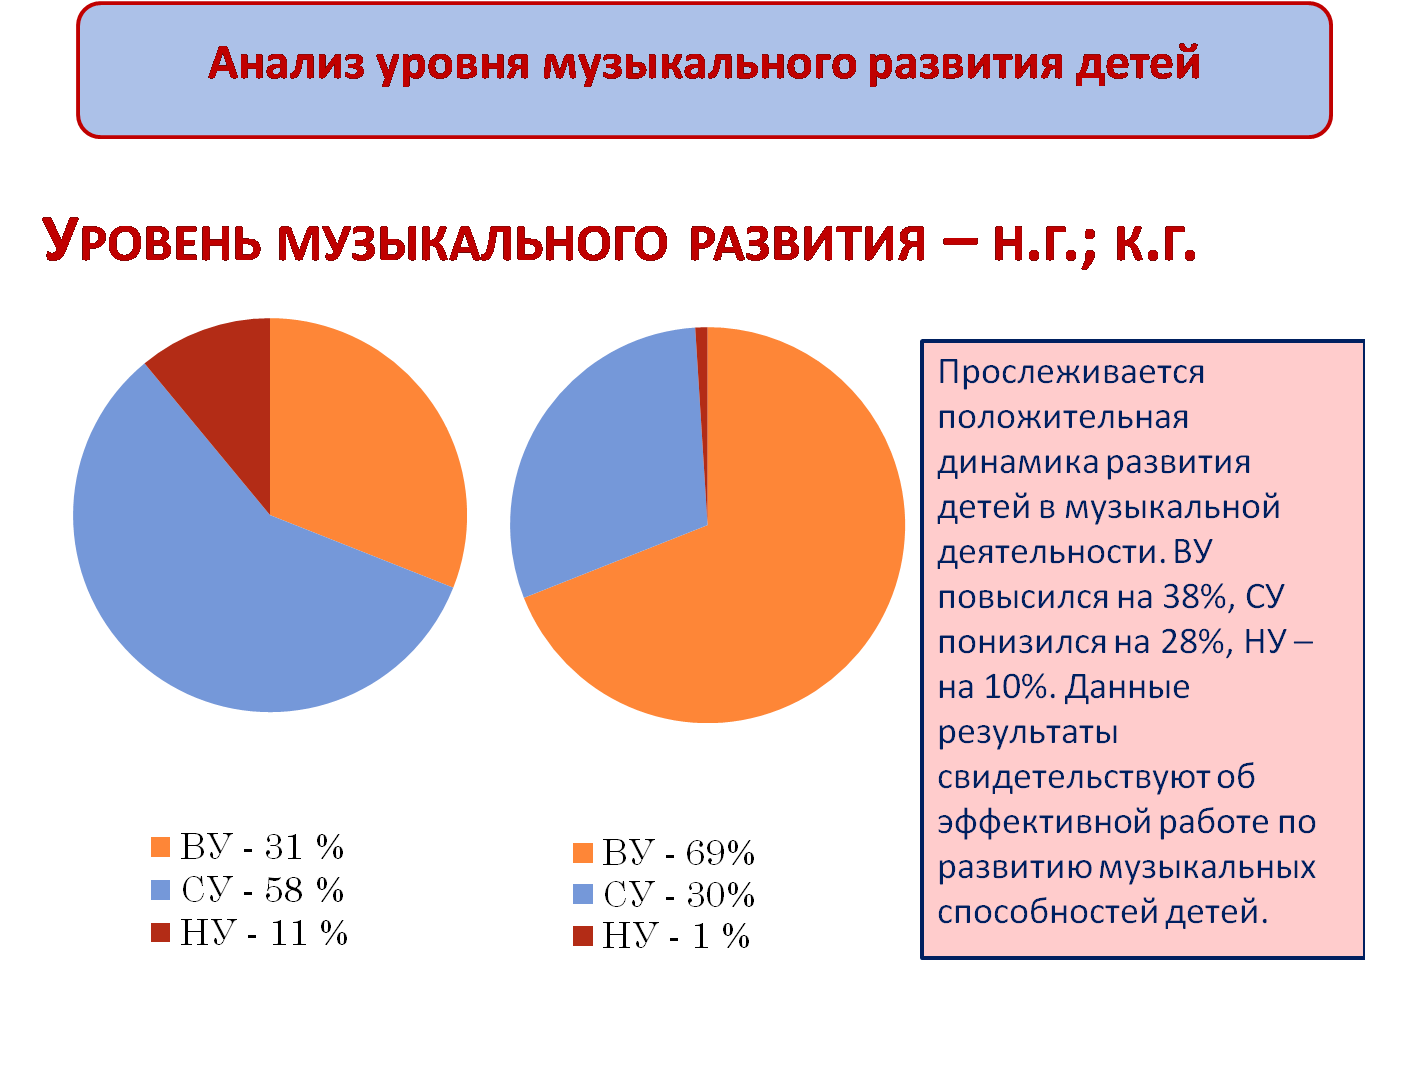 Анализ уровня музыкального развития детей
Уровень музыкального развития – н.г.; к.г.
ВУ - 31 %
СУ - 58 %
НУ - 11 %
ВУ - 69%
СУ - 30%
НУ - 1 %
Прослеживается
положительная
динамика развития
детей в музыкальной
деятельности. ВУ
повысился на 38%, СУ
понизился на 28%, НУ –
на 10%. Данные
результаты
свидетельствуют об
эффективной работе по
развитию музыкальных
способностей детей.